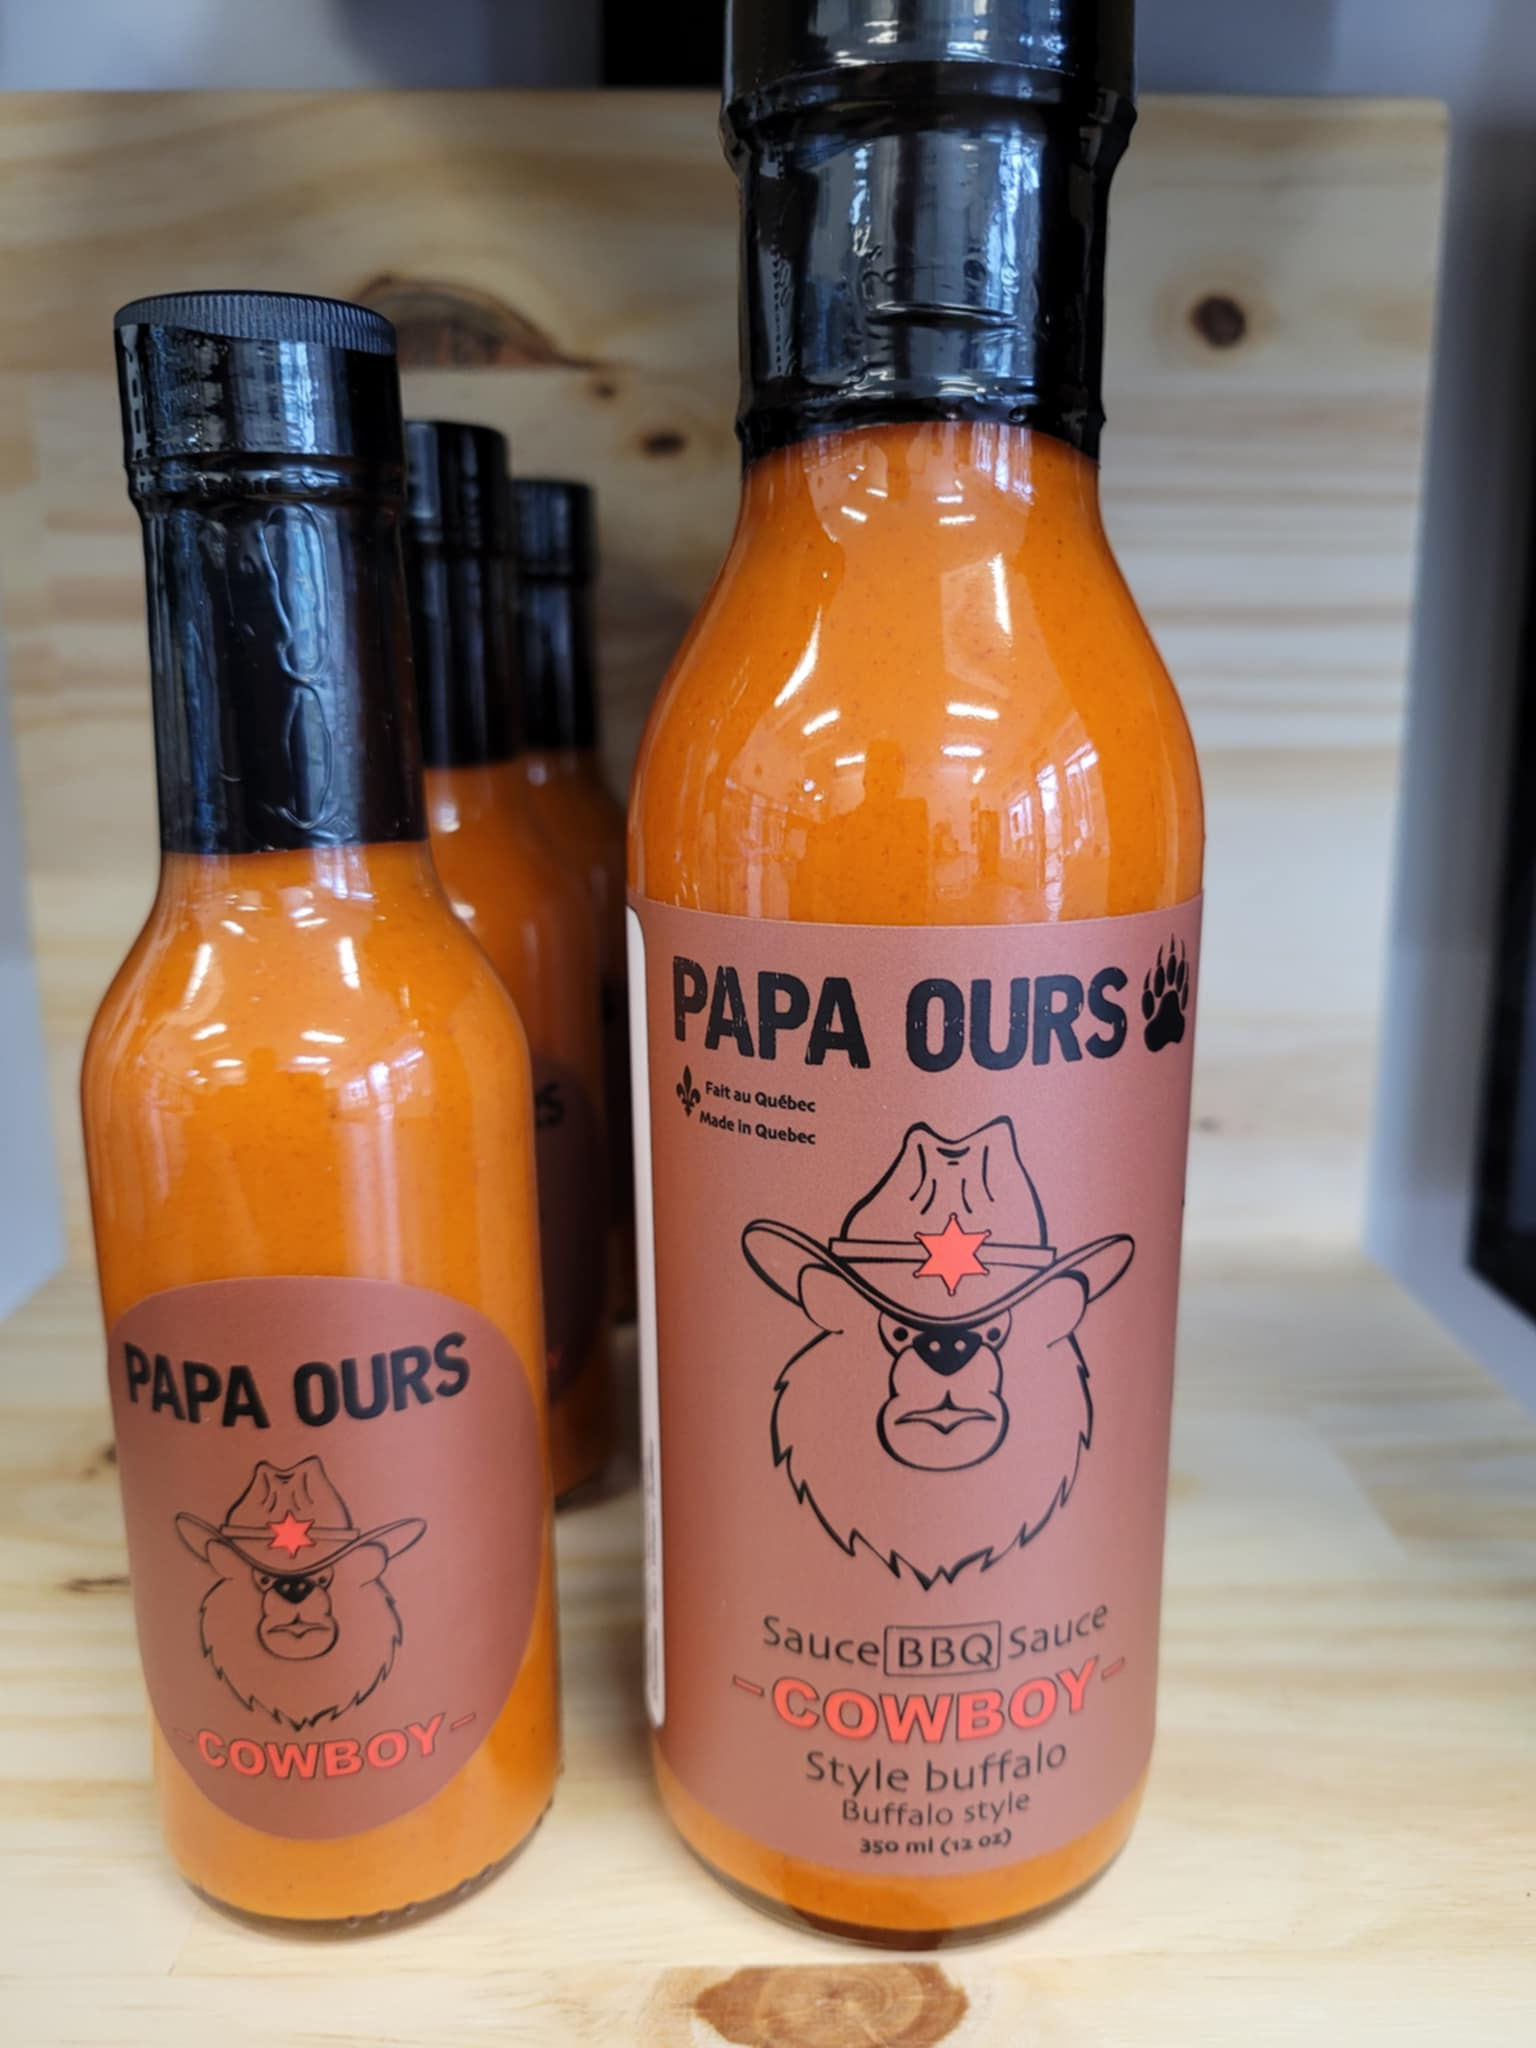 PAPA OURS
COWBOY
PAPA OURS
Fait au Québec
Made in Quebec
Sauce BBQ Sauce
-COWBOY-
Style buffalo
Buffalo style
350 ml (12 oz)